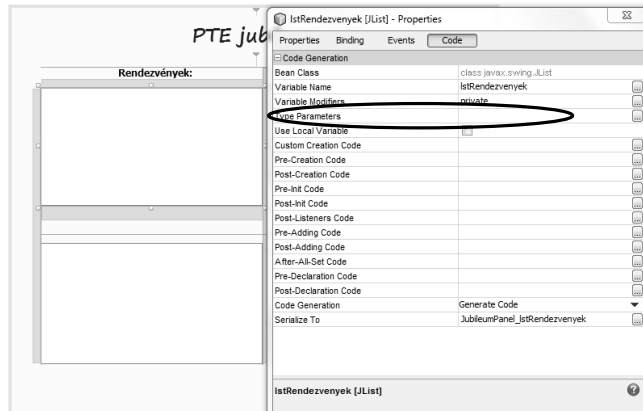 PTE jub
Rendezvények:
lstRendezvenyek [JList] - Properties
Properties Binding Events Code
Code Generation
Bean Class class javax.swing.JList
Variable Name lstRendezvenyek
Variable Modifiers private
Type Parameters
Use Local Variable
Custom Creation Code
Pre-Creation Code
Post-Creation Code
Pre-Init Code
Post-Init Code
Post-Listeners Code
Pre-Adding Code
Post-Adding Code
After-All-Set Code
Pre-Declaration Code
Post-Declaration Code
Code Generation Generate Code
Serialize To JubileumPanel_lstRendezvenyek
lstRendezvenyek [JList]